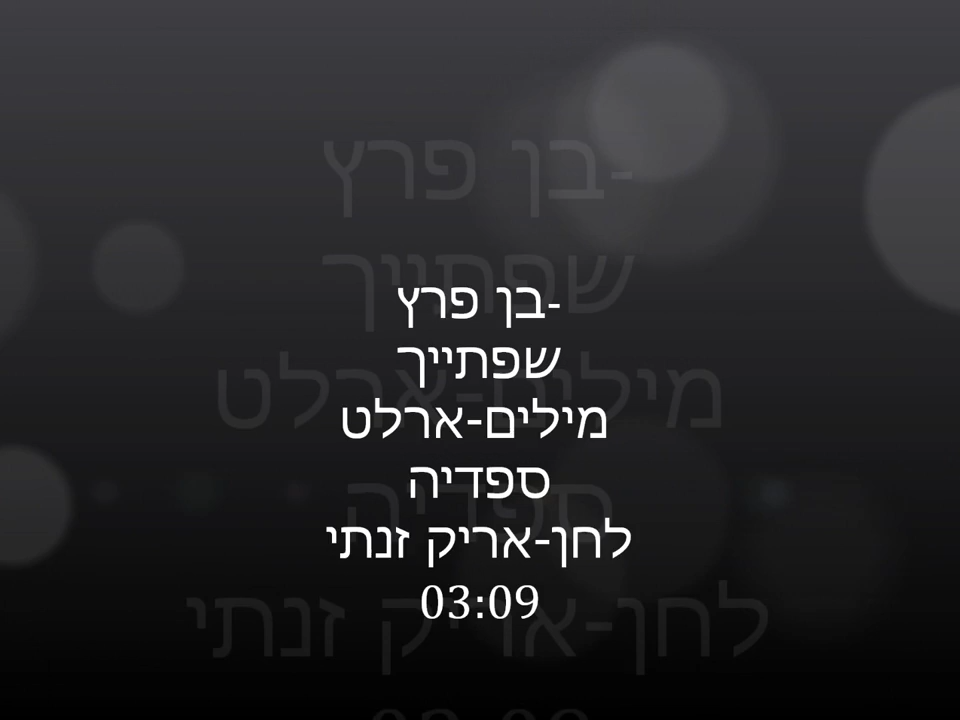 -בן פרץ
שפתייך
מילים-ארלט
ספדיה
לחן-אריק זנתי
03:09